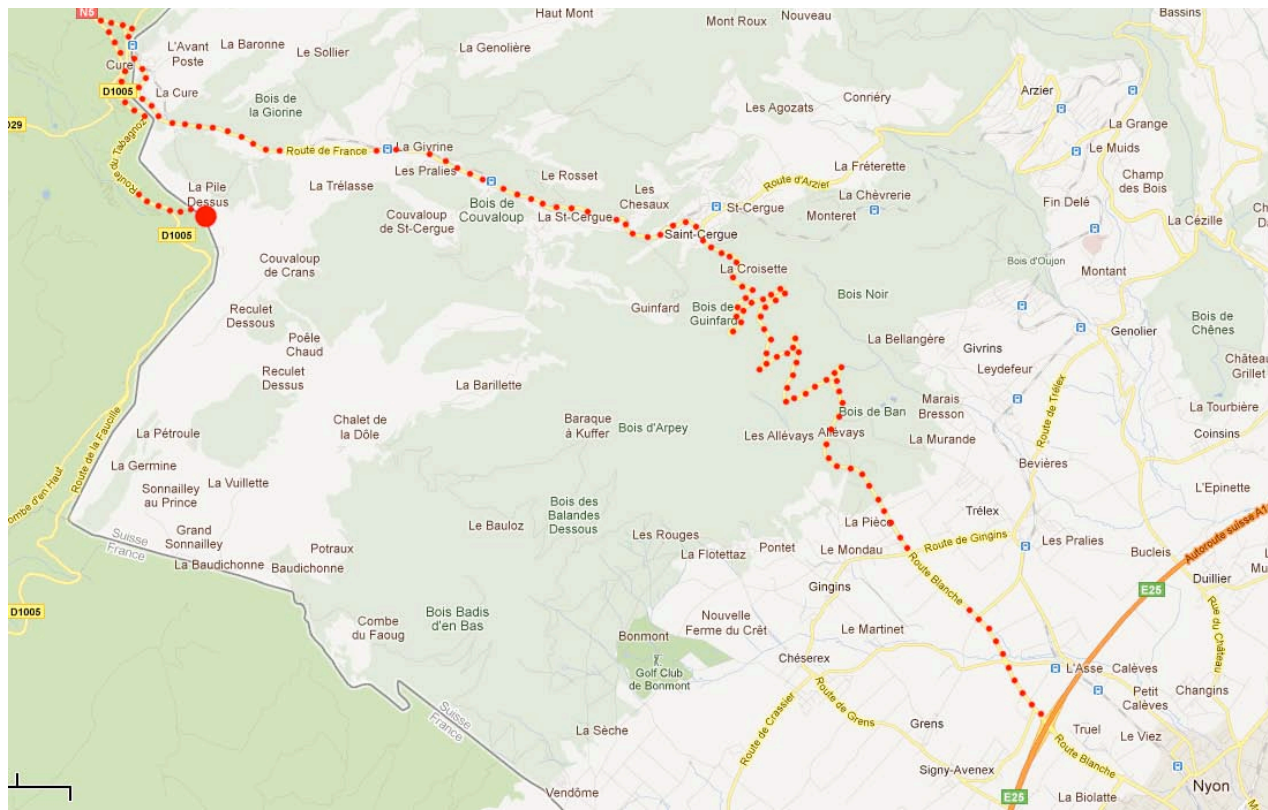 N5
Haut Mont
Mont Roux
Nouveau
Bassins
L'Avant
Poste
La Baronne
Le Sollier
La Genolière
Cure
La Cure
D1005
Bois de
la Giorine
Les Agozats
Conriéry
Arzier
La Grange
Le Muids
D29
Route du Tabagnoz
Route de France
La Givrine
Les Pralies
La Trélasse
Le Rosset
La Fréterette
Route d'Arzier
La Chèvrerie
Champ
des Bois
La Pile
Dessus
Couvaloup
de St-Cergue
Bois de
Couvaloup
Les
Chesaux
La St-Cergue
St-Cergue
Monteret
Fin Delé
La Cézille
D1005
Saint-Cergue
Couvaloup
de Crans
La Croisette
Bois d'Oujon
Montant
Bois Noir
Reculet
Dessous
Guinfard
Bois de
Guinfard
Genolier
Bois de
Chênes
Poêle
Chaud
La Bellangère
Givrins
Leydefeur
Reculet
Dessus
La Barillette
Château
Grillet
Route de Trélex
Marais
Bresson
La Tourbière
Chalet de
la Dôle
Baraque
à Kuffer
Bois d'Arpey
Bois de Ban
Les Allévays
Allévays
La Murande
Coinsins
La Pétroule
Route de la Faucille
Bevières
La Germine
Sonnailley
au Prince
La Vuillette
L'Epinette
Combe d'en Haut
Bois des
Balandes
Dessous
Le Bauloz
La Pièce
Trélex
Autoroute suisse A1
Grand
Sonnailley
Suisse
France
Potraux
Les Rouges
La Flottettaz
Pontet
Le Mondau
Route de Gingins
Les Pralies
Bucleis
La Baudichonne
Baudichonne
Gingins
Route Blanche
Duillier
E25
D1005
Bois Badis
d'en Bas
Combe
du Faoug
Nouvelle
Ferme du Crêt
Rue du Château
Bonmont
Le Martinet
Golf Club
de Bonmont
Chéserex
L'Asse
Calèves
Petit
Calèves
Changins
Suisse
France
Route de Crassier
Route de Grens
La Sèche
Grens
Truel
Le Viez
Route Blanche
Signy-Avenex
Nyon
Vendôme
E25
La Biolatte